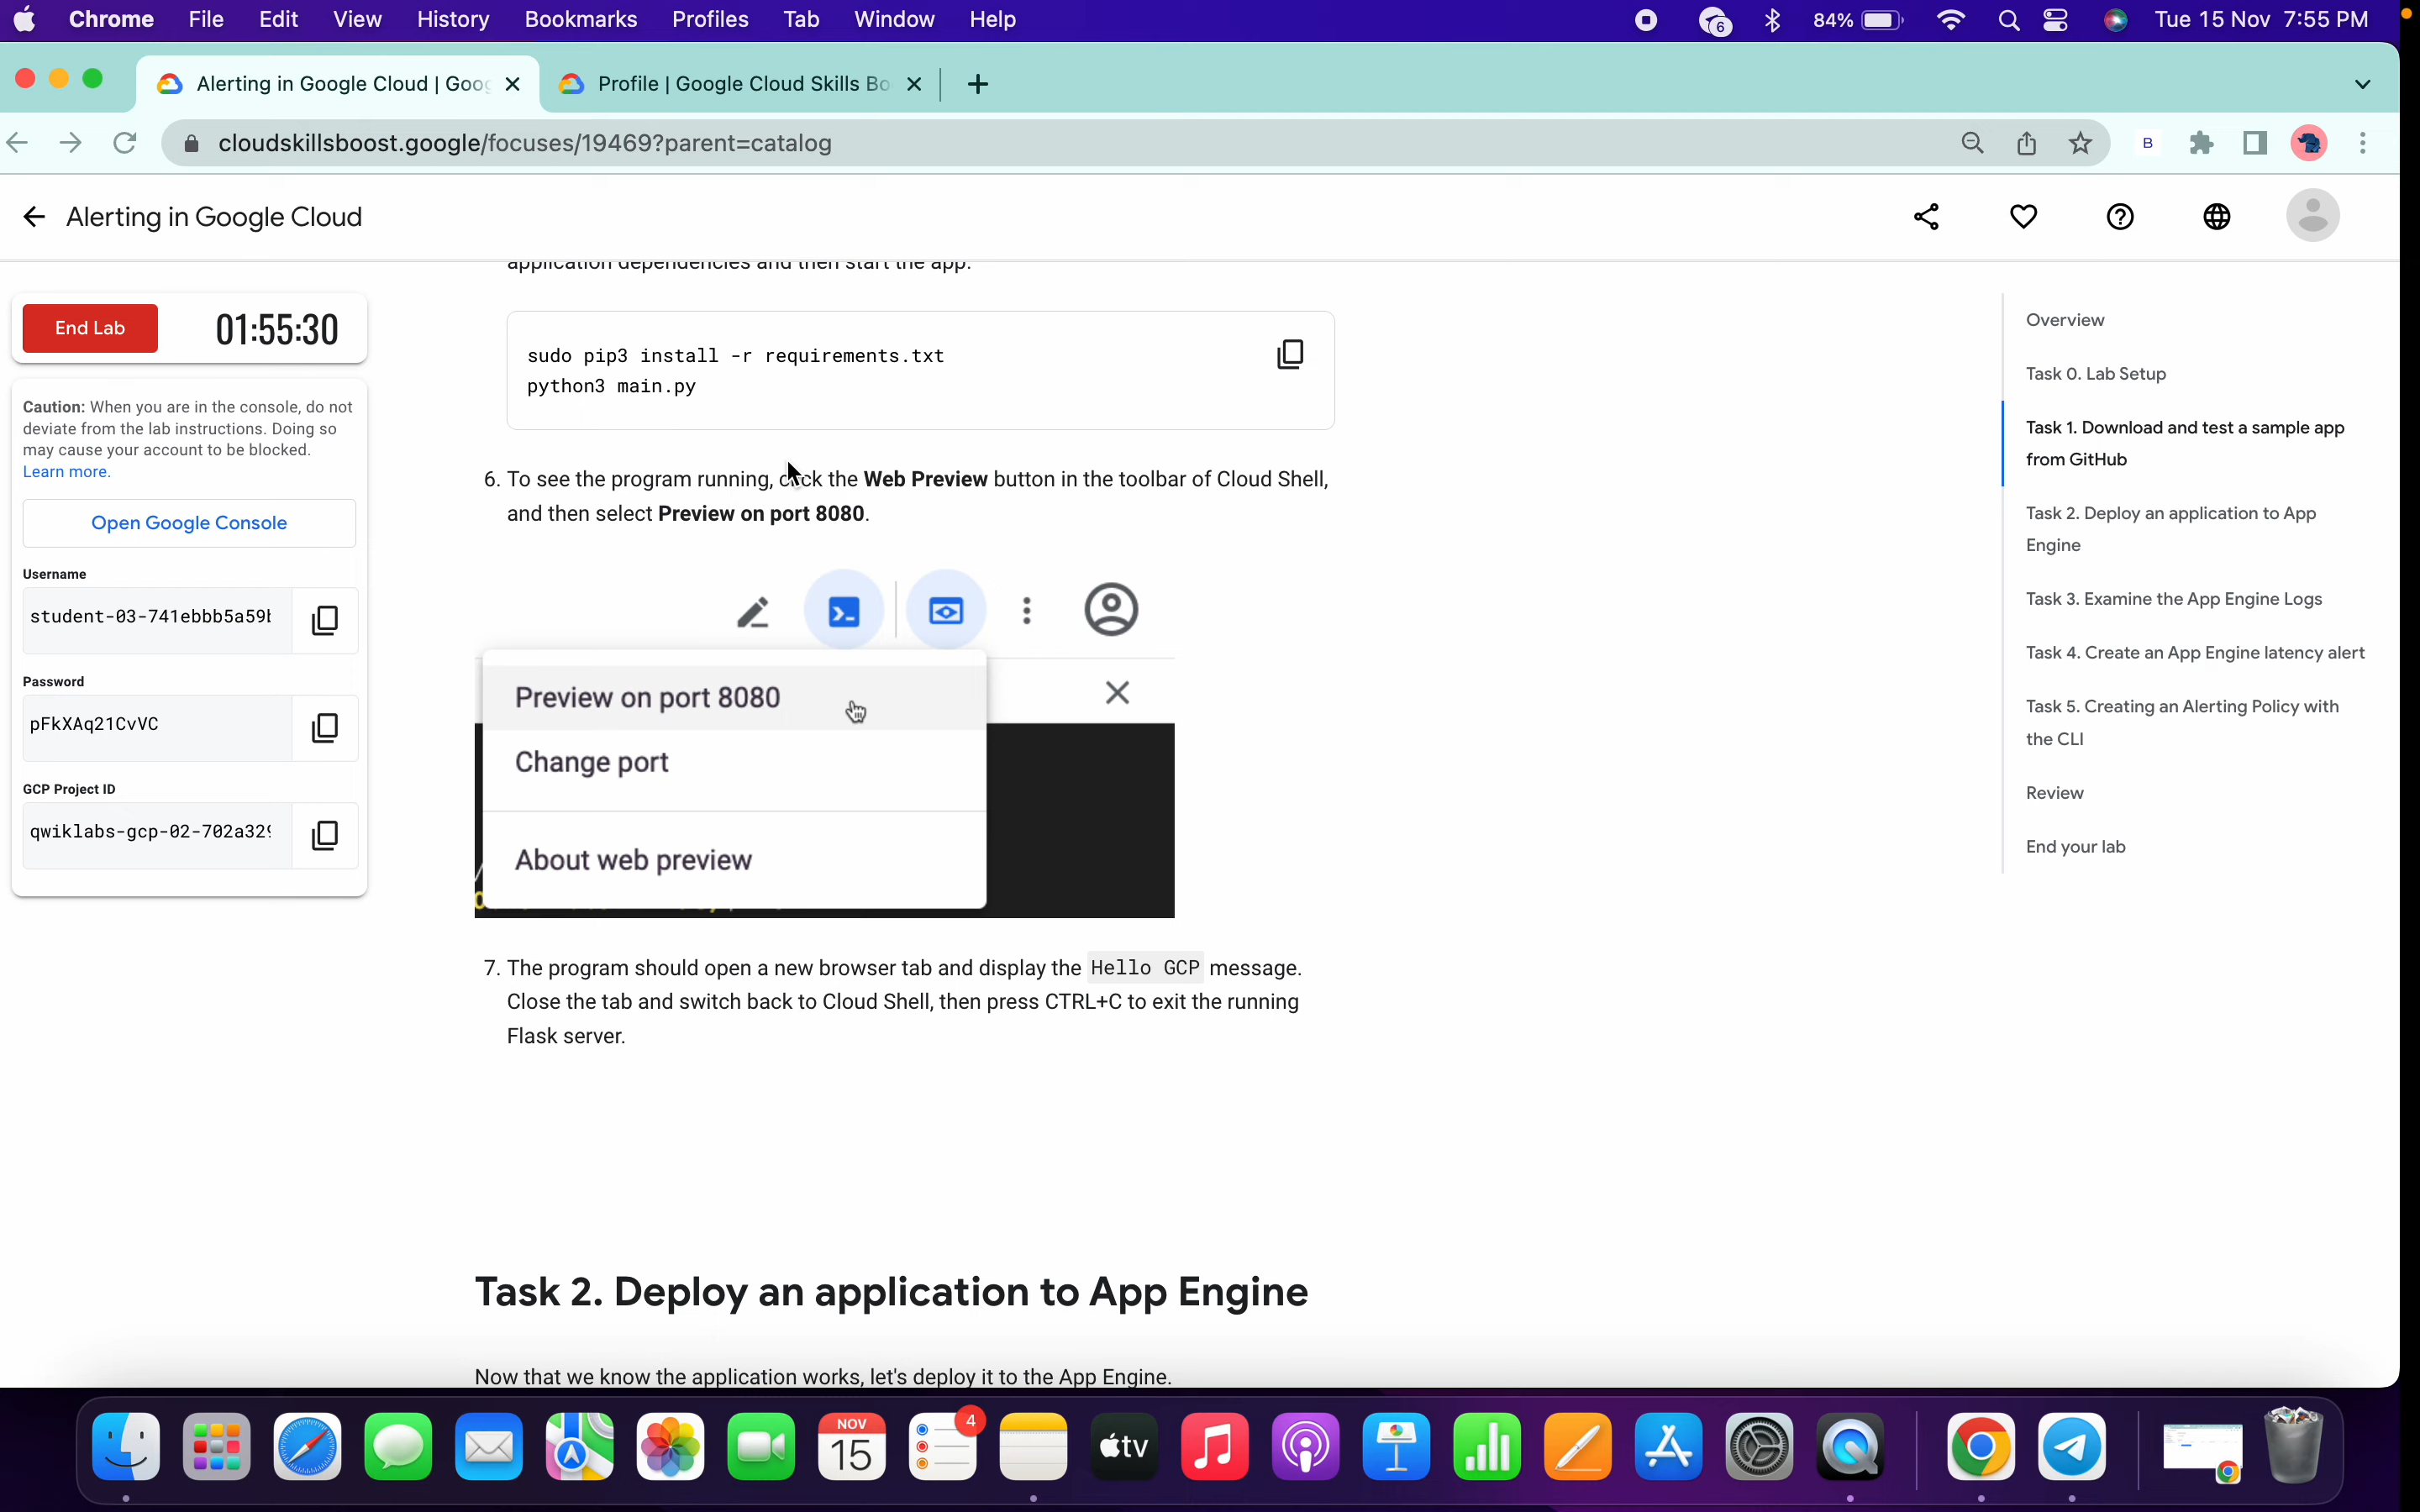 Chrome File Edit View History Bookmarks Profiles Tab Window Help 6 84% Tue 15 Nov 7:55 PM
Alerting in Google Cloud | Goog Profile | Google Cloud Skills Bo
cloudskillsboost.google/focuses/19469?parent=catalog B
Alerting in Google Cloud
End Lab 01:55:30
Caution: When you are in the console, do not
deviate from the lab instructions. Doing so
may cause your account to be blocked.
Learn more.
Open Google Console
Username
student-03-741ebbb5a59b
Password
pFkXAq21CvVC
GCP Project ID
qwiklabs-gcp-02-702a329
application dependencies and then start the app.
sudo pip3 install -r requirements.txt
python3 main.py
6. To see the program running, click the Web Preview button in the toolbar of Cloud Shell,
and then select Preview on port 8080.
Preview on port 8080
Change port
About web preview
7. The program should open a new browser tab and display the Hello GCP message.
Close the tab and switch back to Cloud Shell, then press CTRL+C to exit the running
Flask server.
Task 2. Deploy an application to App Engine
Now that we know the application works, let's deploy it to the App Engine.
Overview
Task 0. Lab Setup
Task 1. Download and test a sample app
from GitHub
Task 2. Deploy an application to App
Engine
Task 3. Examine the App Engine Logs
Task 4. Create an App Engine latency alert
Task 5. Creating an Alerting Policy with
the CLI
Review
End your lab
NOV
15
4
tv